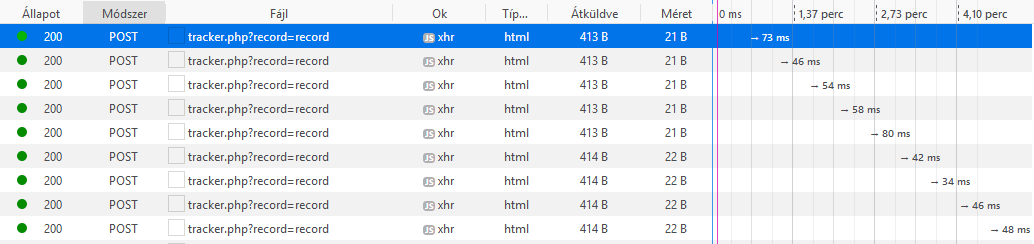 Állapot Módszer Fájl Ok Típ... Átküldve Méret 0 ms 1,37 perc 2,73 perc 4,10 perc
200 POST tracker.php?record=record JS xhr html 413 B 21 B → 73 ms
200 POST tracker.php?record=record JS xhr html 413 B 21 B → 46 ms
200 POST tracker.php?record=record JS xhr html 413 B 21 B → 54 ms
200 POST tracker.php?record=record JS xhr html 413 B 21 B → 58 ms
200 POST tracker.php?record=record JS xhr html 413 B 21 B → 80 ms
200 POST tracker.php?record=record JS xhr html 414 B 22 B → 42 ms
200 POST tracker.php?record=record JS xhr html 414 B 22 B → 34 ms
200 POST tracker.php?record=record JS xhr html 414 B 22 B → 46 ms
200 POST tracker.php?record=record JS xhr html 414 B 22 B → 48 ms